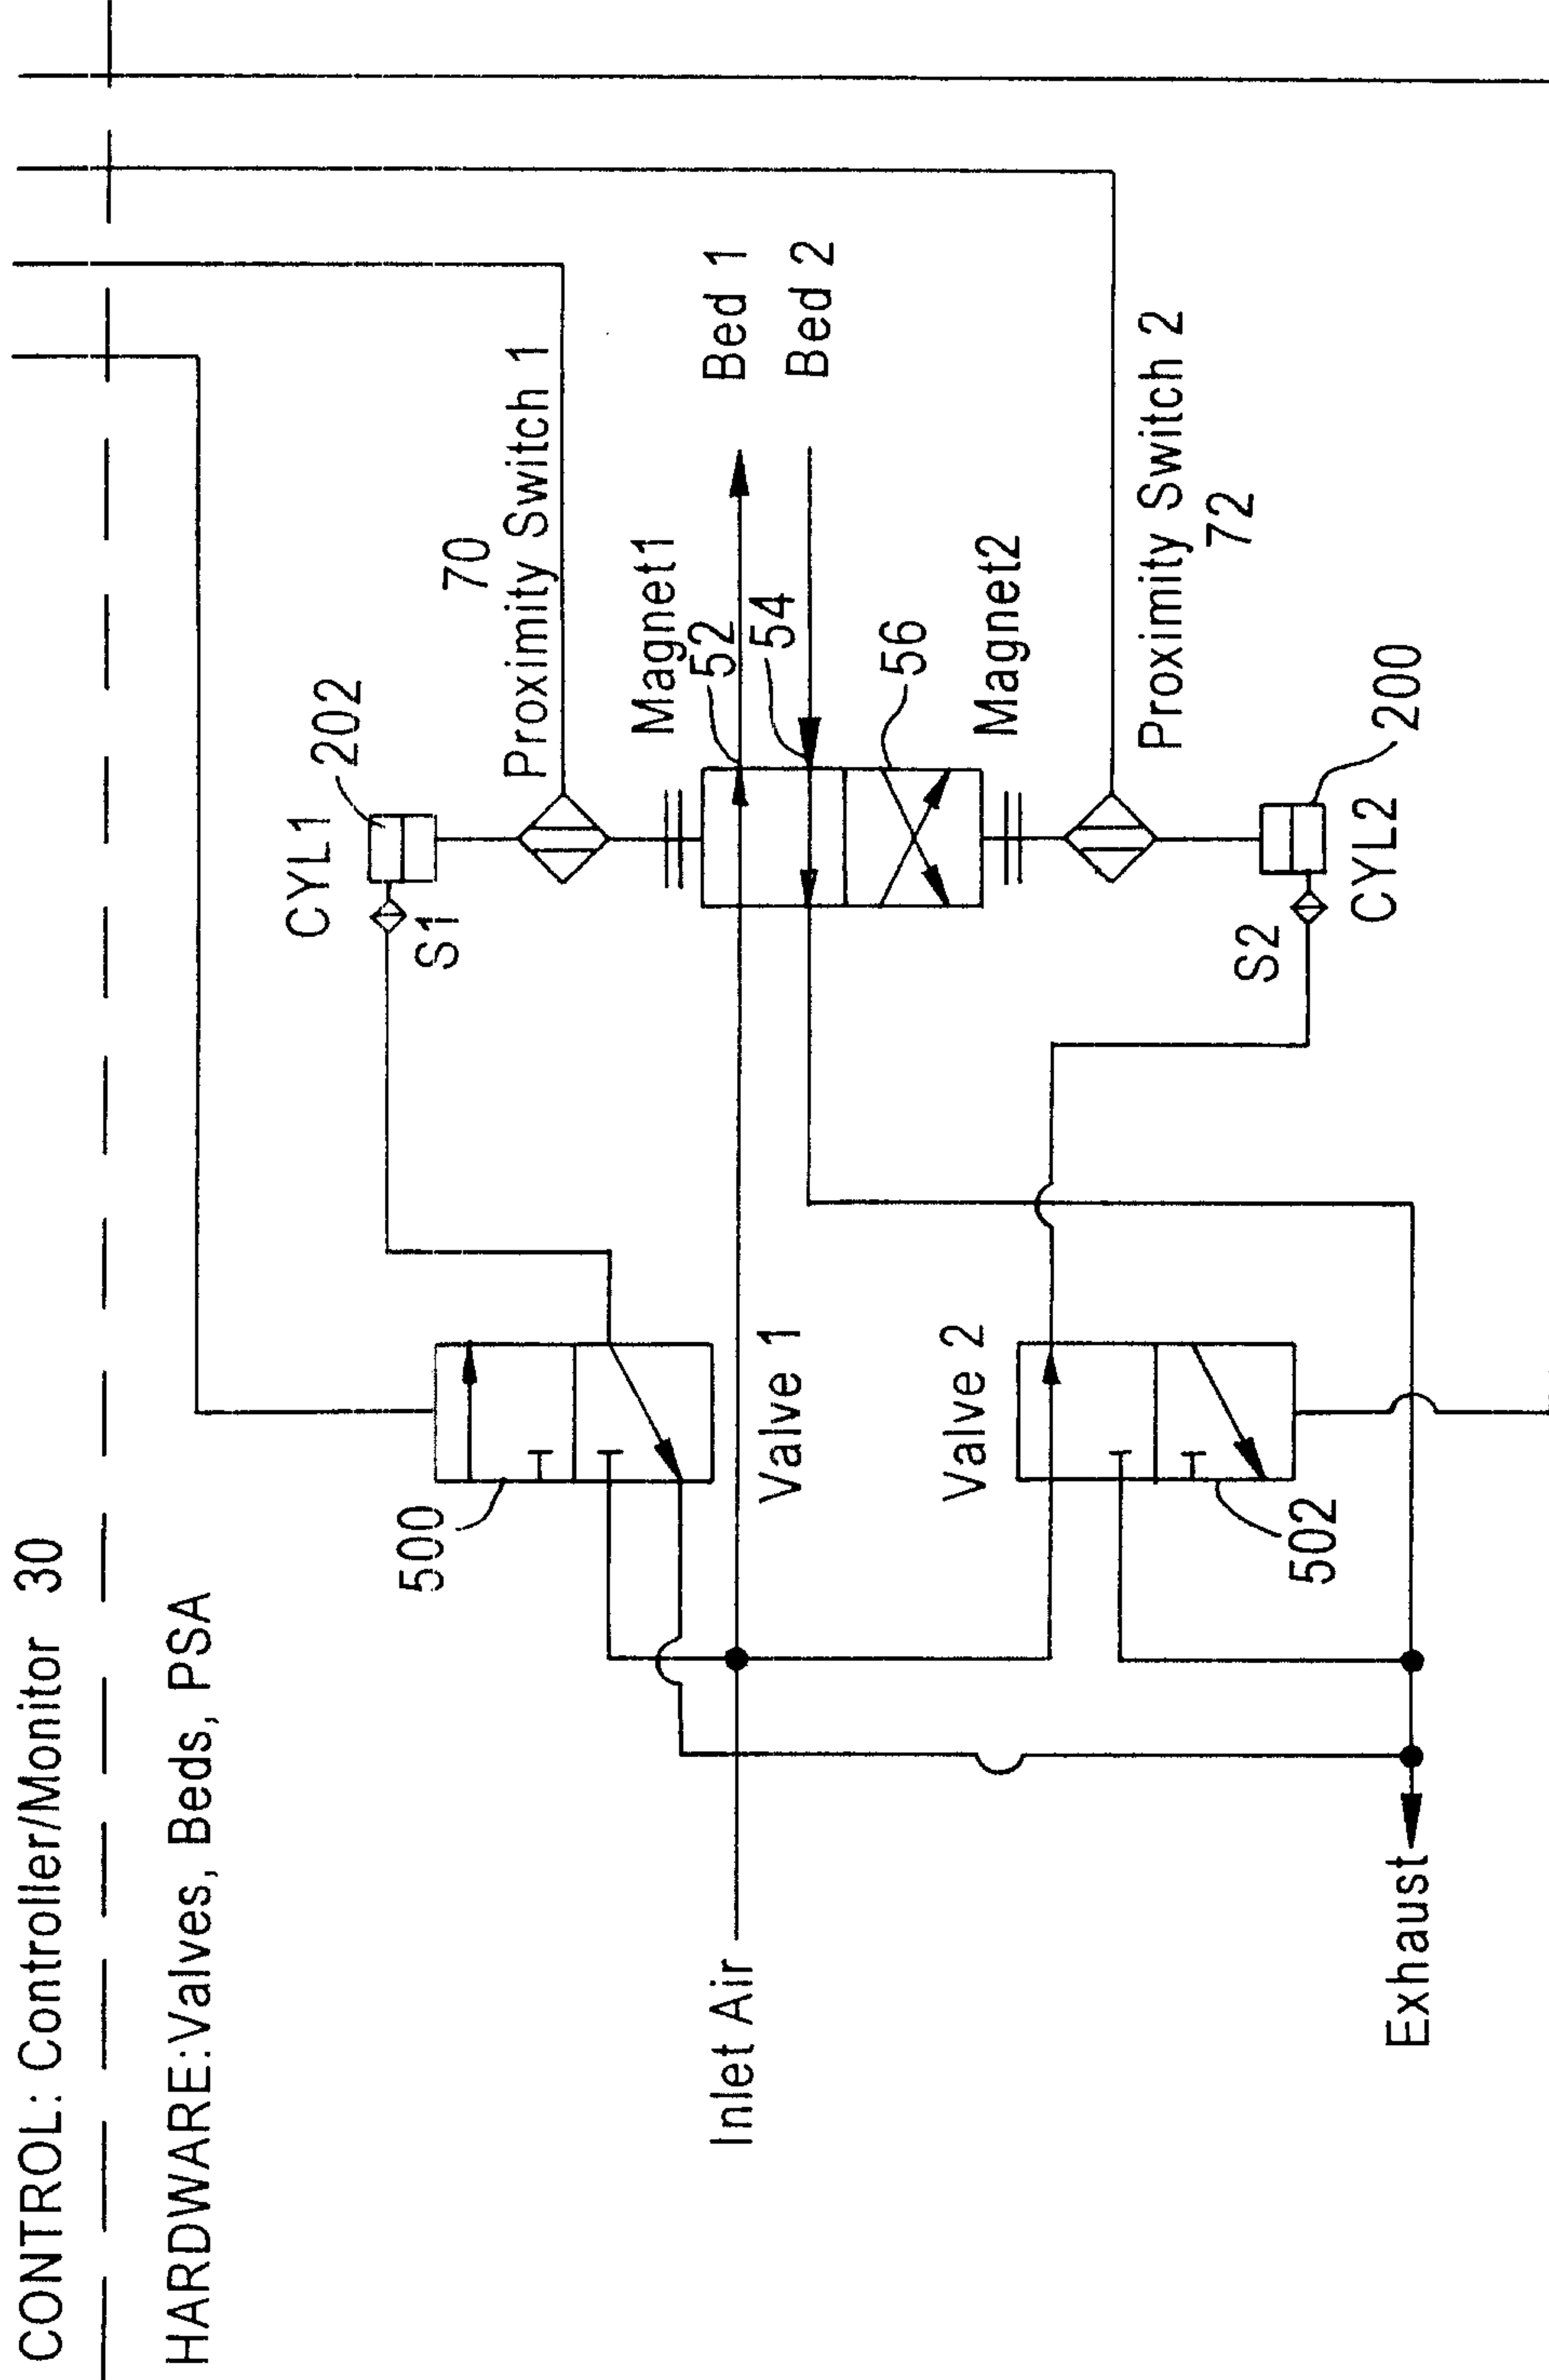 CONTROL: Controller/Monitor 30
HARDWARE:Valves, Beds, PSA
CYL1
202
S1
70
Proximity Switch 1
500
Magnet1
52
Bed 1
54
Bed 2
Inlet Air
Valve 1
56
Valve 2
Magnet2
Proximity Switch 2
72
S2
502
200
CYL2
Exhaust